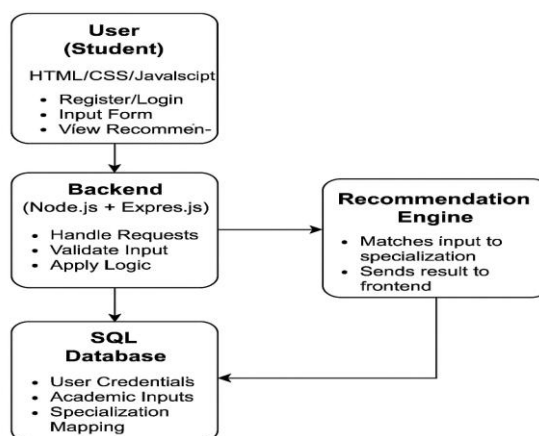 User
(Student)
HTML/CSS/Javalscipt
• Register/Login
• Input Form
• View Recommen-
Backend
(Node.js + Expres.js)
• Handle Requests
• Validate Input
• Apply Logic
Recommendation
Engine
• Matches input to
specialization
• Sends result to
frontend
SQL
Database
• User Credentials
• Academic Inputs
• Specialization
Mapping